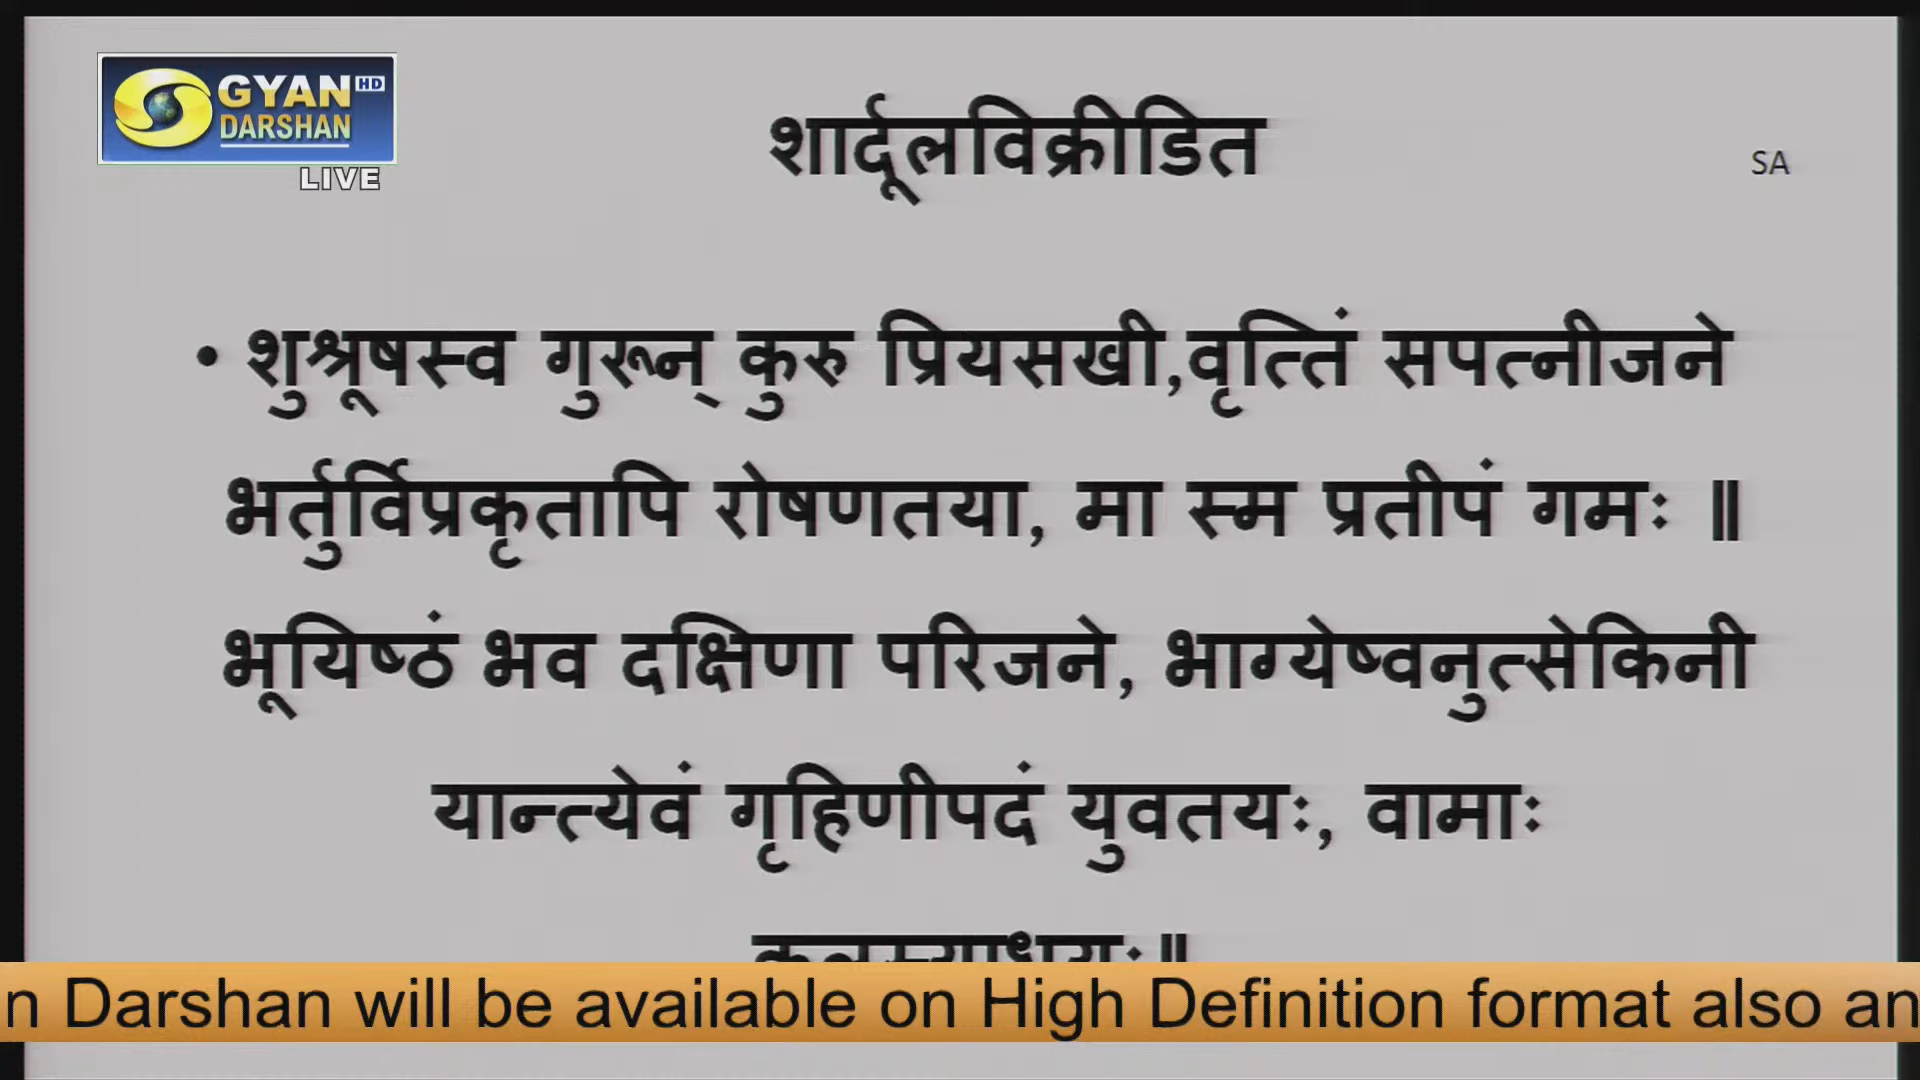 GYAN HD
DARSHAN
LIVE
शार्दूलविक्रीडित
SA
• शुश्रूषस्व गुरून् कुरु प्रियसखी,वृत्तिं सपत्नीजने
भर्तुर्विप्रकृतापि रोषणतया, मा स्म प्रतीपं गमः ॥
भूयिष्ठं भव दक्षिणा परिजने, भाग्येष्वनुत्सेकिनी
यान्त्येवं गृहिणीपदं युवतयः, वामाः
n Darshan will be available on High Definition format also an